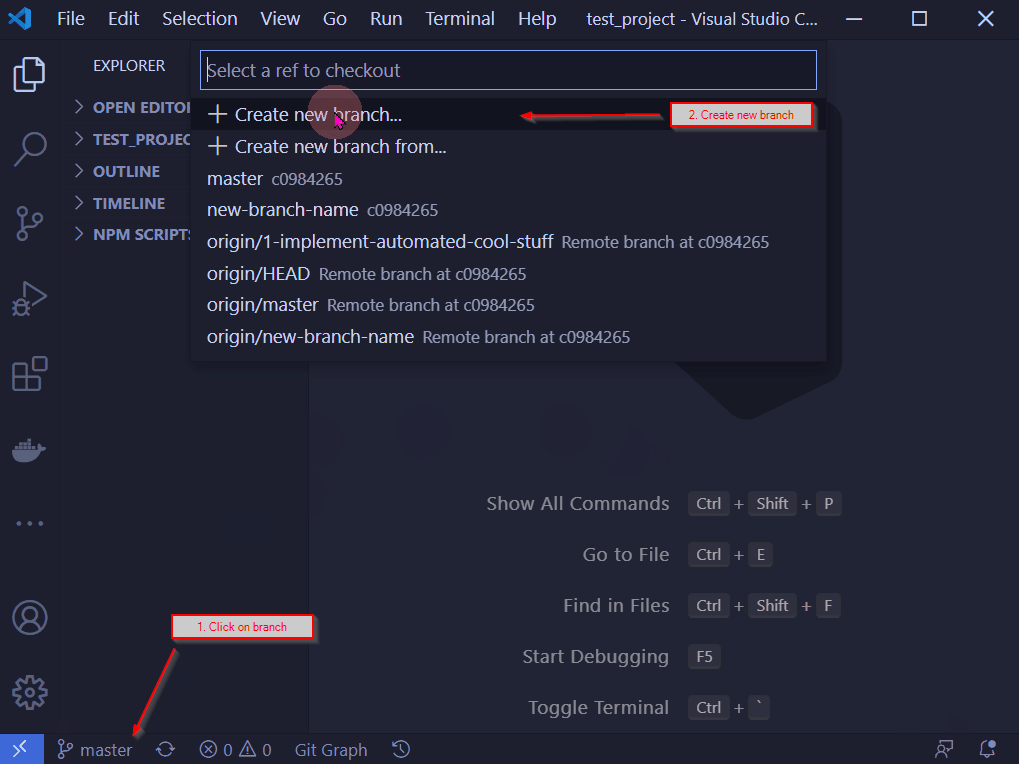 File Edit Selection View Go Run Terminal Help test_project - Visual Studio C...
EXPLORER
OPEN EDITO
TEST_PROJEC
OUTLINE
TIMELINE
NPM SCRIPTS
Select a ref to checkout
Create new branch...
2. Create new branch
Create new branch from...
master c0984265
new-branch-name c0984265
origin/1-implement-automated-cool-stuff Remote branch at c0984265
origin/HEAD Remote branch at c0984265
origin/master Remote branch at c0984265
origin/new-branch-name Remote branch at c0984265
Show All Commands Ctrl + Shift + P
Go to File Ctrl + E
Find in Files Ctrl + Shift + F
Start Debugging F5
Toggle Terminal Ctrl + `
1. Click on branch
master 0 0 Git Graph